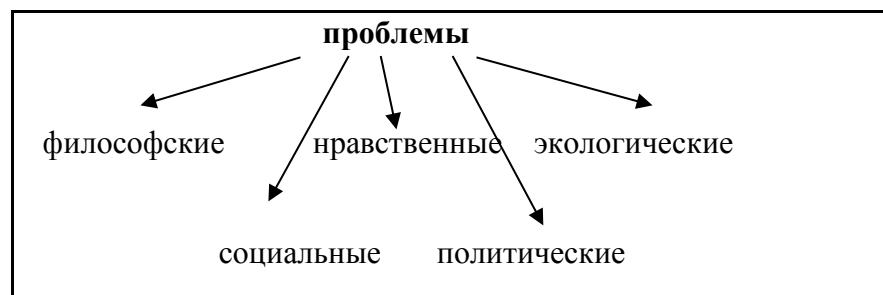 проблемы
философские нравственные экологические
социальные политические